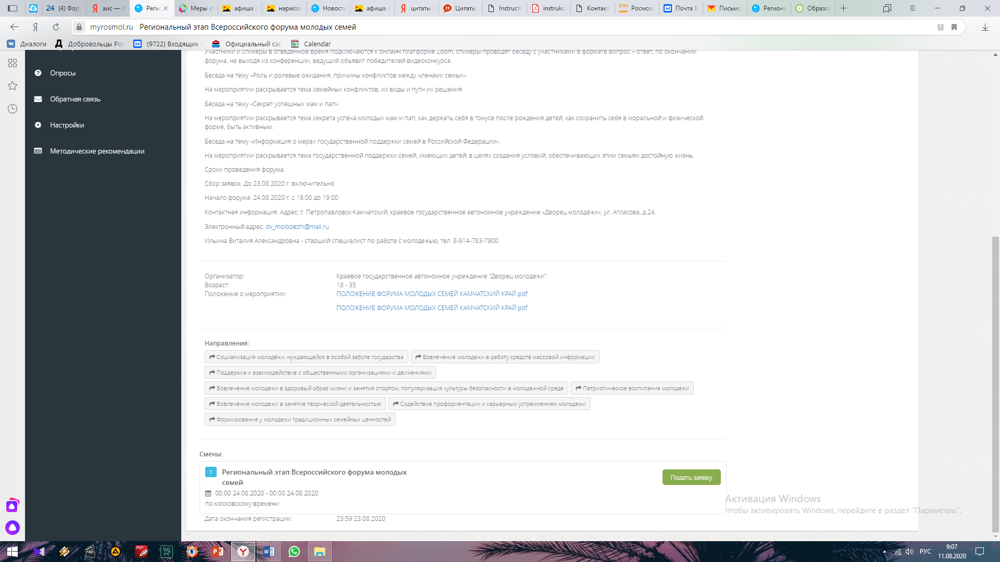 24 (4) Фору
аис — Я
Реги
Меры со
афиша
нарисов
Новост
афиша в
цитаты
Цитаты
Instructi
instrukc
Контакт
Росмол
Почта М
Письмо
Региона
Образо
myrosmol.ru Региональный этап Всероссийского форума молодых семей
Диалоги
Добровольцы Рос
(9722) Входящие -
Официальный сай
Calendar
Опросы
Обратная связь
Настройки
Методические рекомендации
Участники и спикеры в отведенное время подключаются к онлайн платформе Zoom, спикеры проводят беседу с участниками в формате вопрос – ответ, по окончании
форума, не выходя из конференции, ведущий объявит победителей видеоконкурса.
Беседа на тему «Роль и ролевые ожидания, причины конфликтов между членами семьи».
На мероприятии раскрывается тема семейных конфликтов, их виды и пути их решения.
Беседа на тему «Секрет успешных мам и пап».
На мероприятии раскрывается тема секрета успеха молодых мам и пап, как держать себя в тонусе после рождения детей, как сохранить себя в моральной и физической
форме, быть активным.
Беседа на тему «Информация о мерах государственной поддержки семей в Российской Федерации».
На мероприятии раскрывается тема государственной поддержки семей, имеющих детей, в целях создания условий, обеспечивающих этим семьям достойную жизнь.
Сроки проведения форума:
Сбор заявок: До 23.08.2020 г. включительно
Начало форума: 24.08.2020 г. с 16:00 до 19:00
Контактная информация: Адрес: г. Петропавловск-Камчатский, краевое государственное автономное учреждение «Дворец молодёжи», ул. Атласова, д.24.
Электронный адрес: dv_molodezhi@mail.ru
Ильина Виталия Александровна - старший специалист по работе с молодежью, тел. 8-914-783-7900.
Организатор: Краевое государственное автономное учреждение "Дворец молодежи"
Возраст: 18 - 35
Положение о мероприятии: ПОЛОЖЕНИЕ ФОРУМА МОЛОДЫХ СЕМЕЙ КАМЧАТСКИЙ КРАЙ.pdf
ПОЛОЖЕНИЕ ФОРУМА МОЛОДЫХ СЕМЕЙ КАМЧАТСКИЙ КРАЙ.pdf
Направления:
Социализация молодёжи, нуждающейся в особой заботе государства
Вовлечение молодежи в работу средств массовой информации
Поддержка и взаимодействие с общественными организациями и движениями
Вовлечение молодежи в здоровый образ жизни и занятия спортом, популяризация культуры безопасности в молодежной среде
Патриотическое воспитание молодежи
Вовлечение молодежи в занятие творческой деятельностью
Содействие профориентации и карьерным устремлениям молодежи
Формирование у молодежи традиционных семейных ценностей
Смены:
1 Региональный этап Всероссийского форума молодых
семей
Подать заявку
00:00 24.08.2020 - 00:00 24.08.2020
по московскому времени
Дата окончания регистрации: 23:59 23.08.2020
Активация Windows
Чтобы активировать Windows, перейдите в раздел "Параметры".
РУС
9:07
11.08.2020